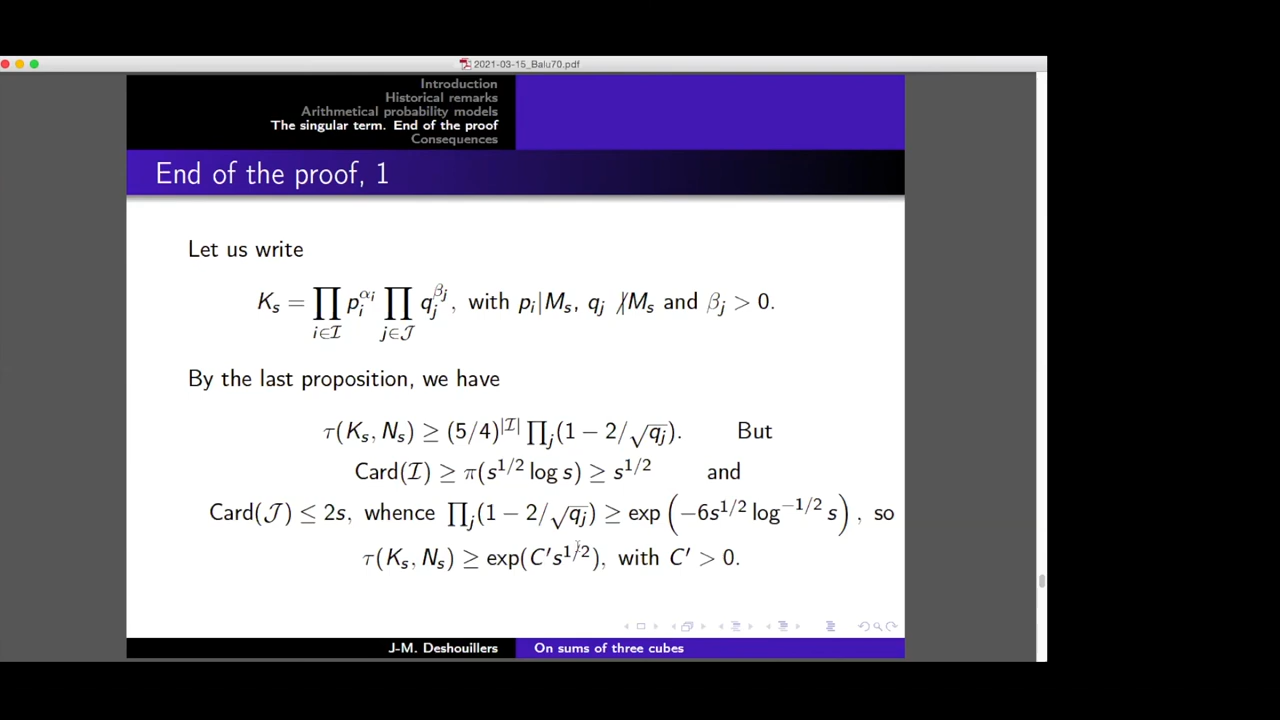 2021-03-15_Balu70.pdf
Introduction
Historical remarks
Arithmetical probability models
The singular term. End of the proof
Consequences
End of the proof, 1
Let us write
K_s = ∏_{i∈ℐ} p_i^{α_i} ∏_{j∈𝒥} q_j^{β_j}, with p_i|M_s, q_j ∤M_s and β_j > 0.
By the last proposition, we have
τ(K_s, N_s) ≥ (5/4)^{|ℐ|} ∏_j(1 − 2/√q_j). But
Card(ℐ) ≥ π(s^{1/2} log s) ≥ s^{1/2} and
Card(𝒥) ≤ 2s, whence ∏_j(1 − 2/√q_j) ≥ exp(−6s^{1/2} log^{−1/2} s), so
τ(K_s, N_s) ≥ exp(C′s^{1/2}), with C′ > 0.
J-M. Deshouillers On sums of three cubes